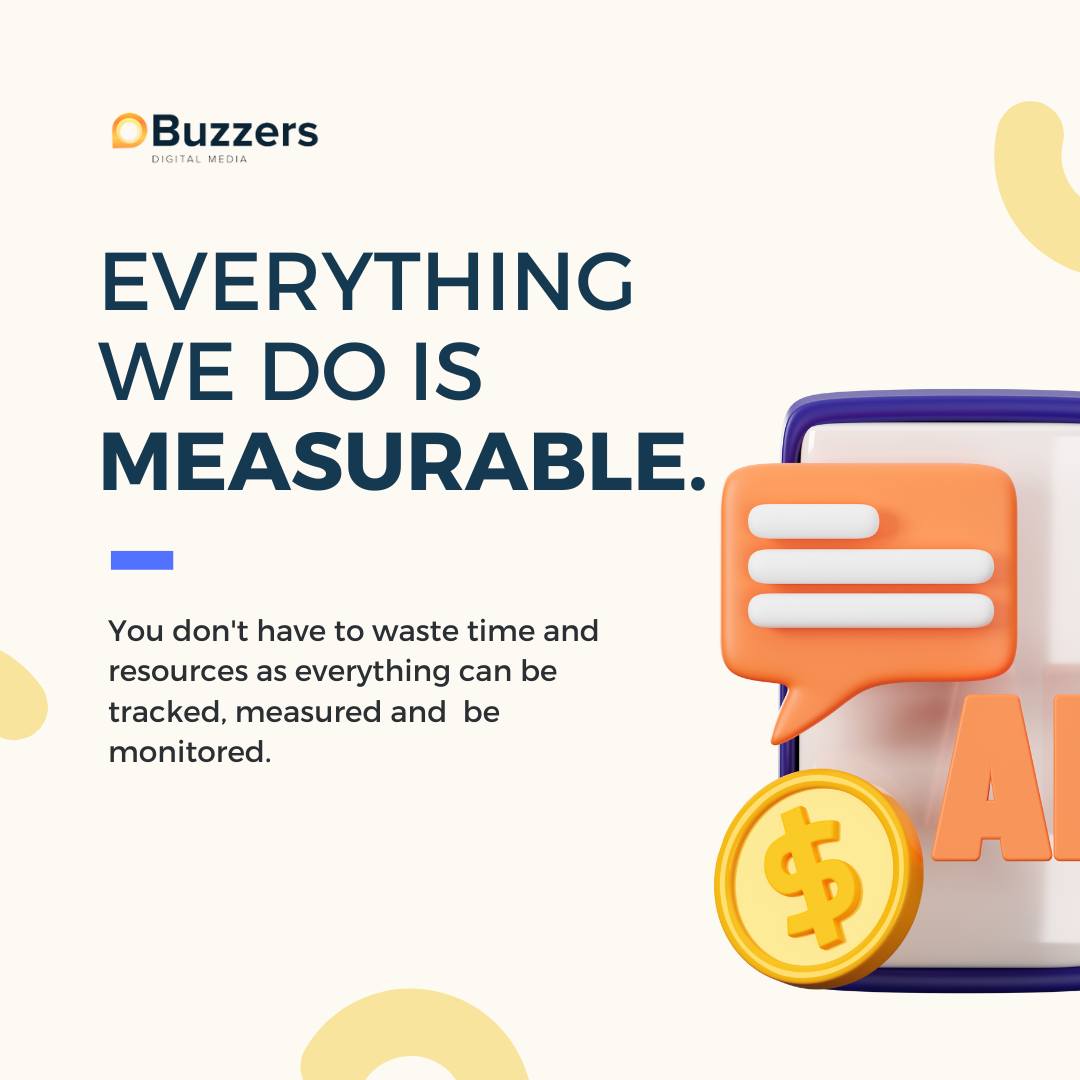 Buzzers
DIGITAL MEDIA
EVERYTHING
WE DO IS
MEASURABLE.
You don't have to waste time and
resources as everything can be
tracked, measured and  be
monitored.
$